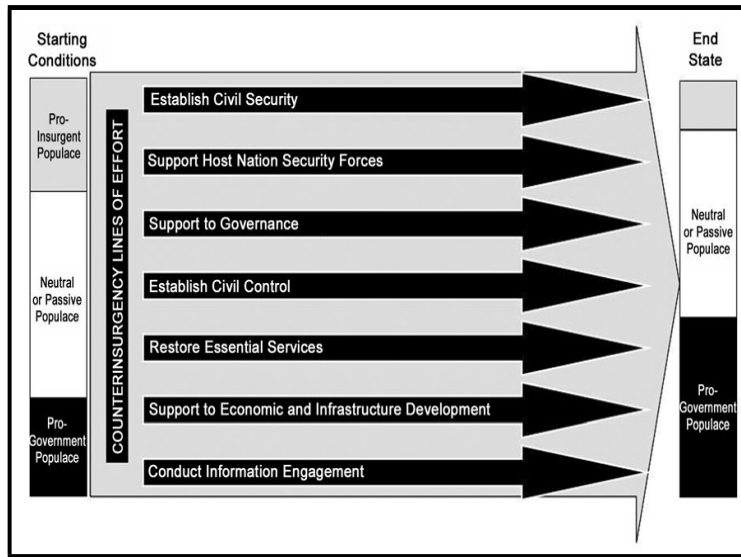 Starting
Conditions
Pro-
Insurgent
Populace
Neutral
or Passive
Populace
Pro-
Government
Populace
COUNTERINSURGENCY LINES OF EFFORT
Establish Civil Security
Support Host Nation Security Forces
Support to Governance
Establish Civil Control
Restore Essential Services
Support to Economic and Infrastructure Development
Conduct Information Engagement
End
State
Neutral
or Passive
Populace
Pro-
Government
Populace